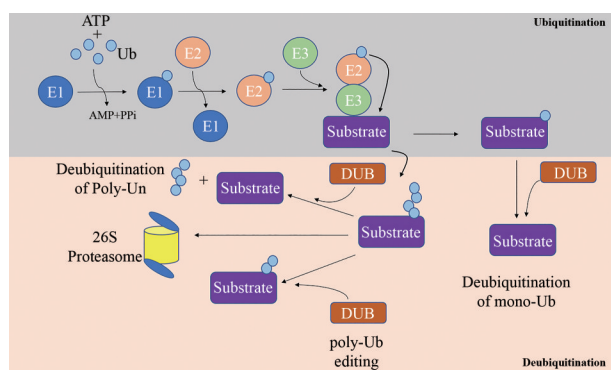 Ubiquitination
ATP
+
Ub
E1
AMP+PPi
E1
E2
E1
E2
E3
E2
E3
Substrate
Substrate
Deubiquitination
of Poly-Un
+
Substrate
DUB
DUB
26S
Proteasome
Substrate
Substrate
Substrate
DUB
poly-Ub
editing
Deubiquitination
of mono-Ub
Deubiquitination